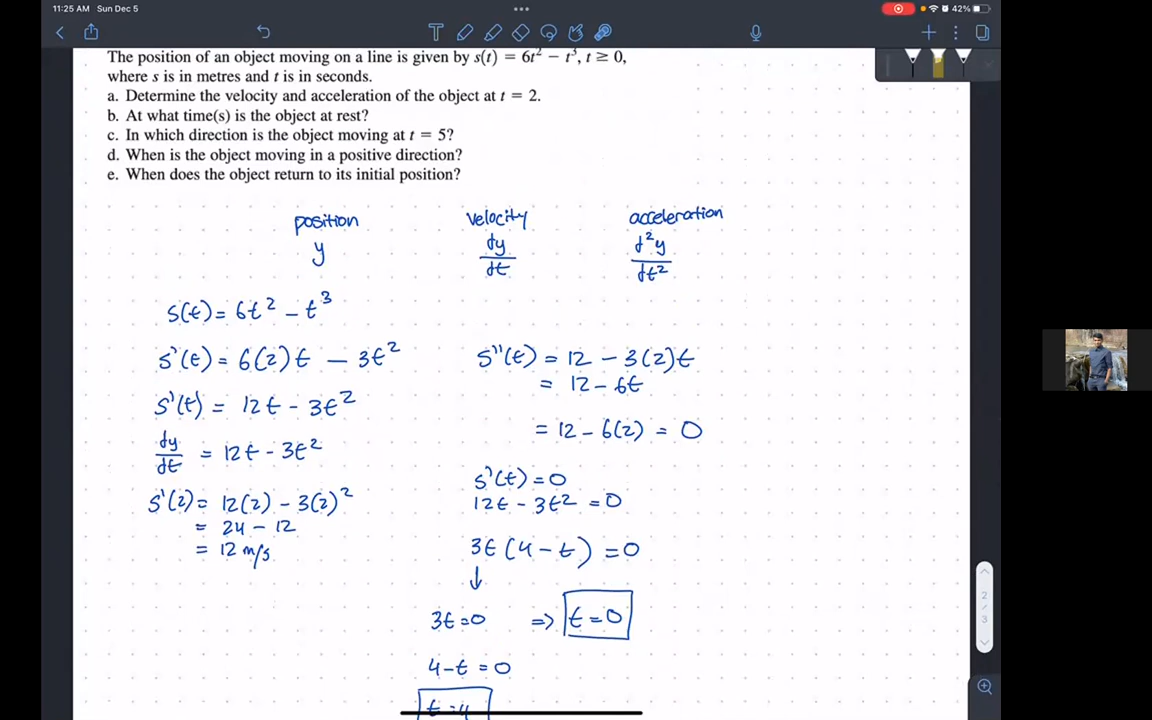 11:25 AM Sun Dec 5
42%
The position of an object moving on a line is given by s(t) = 6t² − t³, t ≥ 0,
where s is in metres and t is in seconds.
a. Determine the velocity and acceleration of the object at t = 2.
b. At what time(s) is the object at rest?
c. In which direction is the object moving at t = 5?
d. When is the object moving in a positive direction?
e. When does the object return to its initial position?
position velocity acceleration
y dy/dt d²y/dt²
s(t) = 6t² − t³
s'(t) = 6(2)t − 3t²
s'(t) = 12t − 3t²
dy/dt = 12t − 3t²
s'(2) = 12(2) − 3(2)²
= 24 − 12
= 12 m/s
s''(t) = 12 − 3(2)t
= 12 − 6t
= 12 − 6(2) = 0
s'(t) = 0
12t − 3t² = 0
3t(4 − t) = 0
↓
3t = 0 ⇒ t = 0
4 − t = 0
t = 4
2
/
3